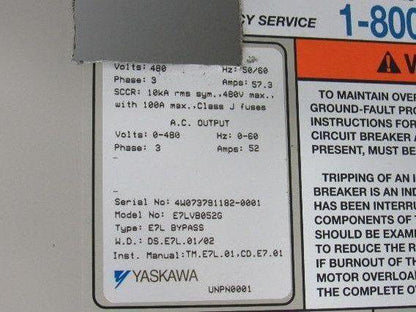 CY SERVICE
1-800
Volts: 480 Hz: 50/60
Phase: 3 Amps: 57.3
SCCR: 10kA rms sym.,480V max.,
with 100A max.,Class J fuses
A.C. OUTPUT
Volts: 0-480 Hz: 0-60
Phase: 3 Amps: 52
Serial No: 4W073791182-0001
Model No: E7LVB052G
Type: E7L BYPASS
W.D.: DS.E7L.01/02
Inst. Manual:TM.E7L.01,CD.E7.01
YASKAWA
UNPN0001
TO MAINTAIN OVER
GROUND-FAULT PRO
INSTRUCTIONS FOR
CIRCUIT BREAKER A
PRESENT, MUST BE
TRIPPING OF AN I
BREAKER IS AN IND
HAS BEEN INTERRU
COMPONENTS OF T
SHOULD BE EXAMI
TO REDUCE THE R
IF BURNOUT OF TH
MOTOR OVERLOA
THE COMPLETE OV